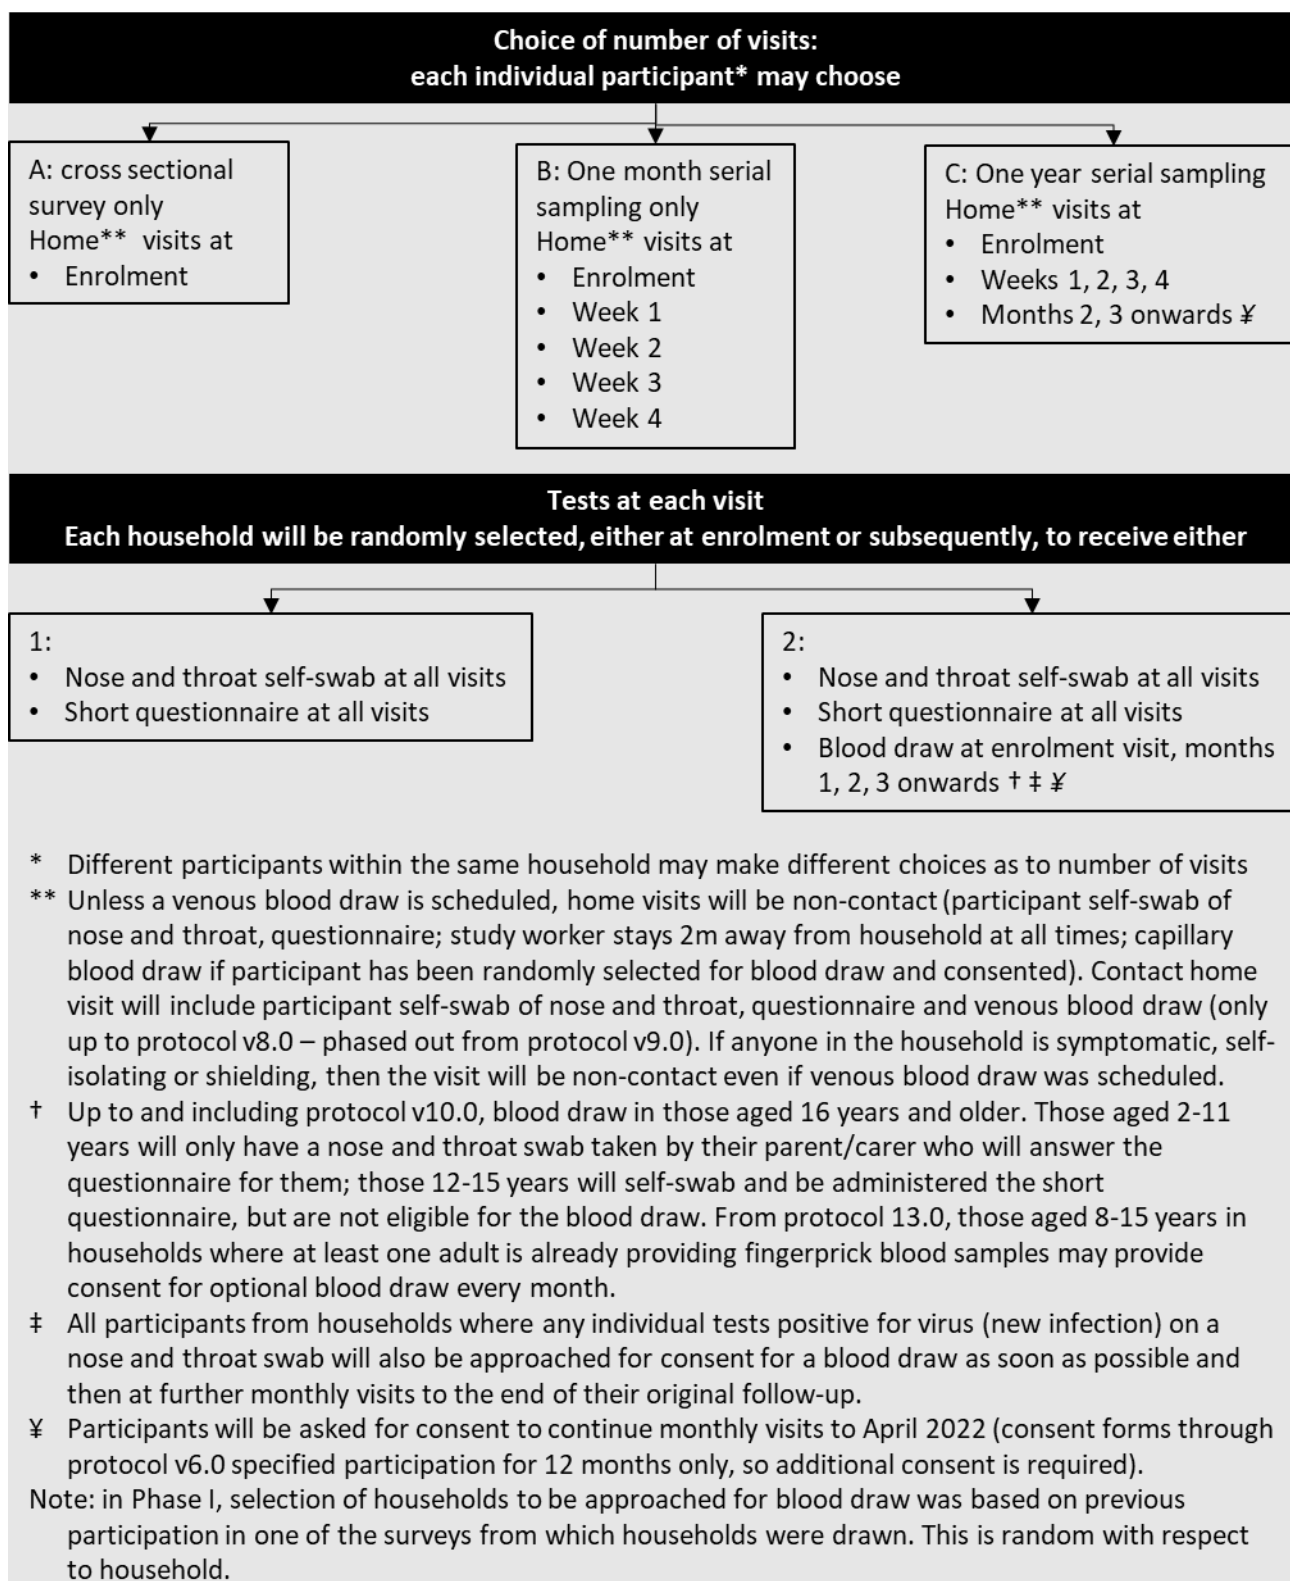 Choice of number of visits:
each individual participant* may choose
A: cross sectional
survey only
Home** visits at
• Enrolment
B: One month serial
sampling only
Home** visits at
• Enrolment
• Week 1
• Week 2
• Week 3
• Week 4
C: One year serial sampling
Home** visits at
• Enrolment
• Weeks 1, 2, 3, 4
• Months 2, 3 onwards ¥
Tests at each visit
Each household will be randomly selected, either at enrolment or subsequently, to receive either
1:
• Nose and throat self-swab at all visits
• Short questionnaire at all visits
2:
• Nose and throat self-swab at all visits
• Short questionnaire at all visits
• Blood draw at enrolment visit, months
1, 2, 3 onwards † ‡ ¥
* Different participants within the same household may make different choices as to number of visits
** Unless a venous blood draw is scheduled, home visits will be non-contact (participant self-swab of
nose and throat, questionnaire; study worker stays 2m away from household at all times; capillary
blood draw if participant has been randomly selected for blood draw and consented). Contact home
visit will include participant self-swab of nose and throat, questionnaire and venous blood draw (only
up to protocol v8.0 – phased out from protocol v9.0). If anyone in the household is symptomatic, self-
isolating or shielding, then the visit will be non-contact even if venous blood draw was scheduled.
† Up to and including protocol v10.0, blood draw in those aged 16 years and older. Those aged 2-11
years will only have a nose and throat swab taken by their parent/carer who will answer the
questionnaire for them; those 12-15 years will self-swab and be administered the short
questionnaire, but are not eligible for the blood draw. From protocol 13.0, those aged 8-15 years in
households where at least one adult is already providing fingerprick blood samples may provide
consent for optional blood draw every month.
‡ All participants from households where any individual tests positive for virus (new infection) on a
nose and throat swab will also be approached for consent for a blood draw as soon as possible and
then at further monthly visits to the end of their original follow-up.
¥ Participants will be asked for consent to continue monthly visits to April 2022 (consent forms through
protocol v6.0 specified participation for 12 months only, so additional consent is required).
Note: in Phase I, selection of households to be approached for blood draw was based on previous
participation in one of the surveys from which households were drawn. This is random with respect
to household.